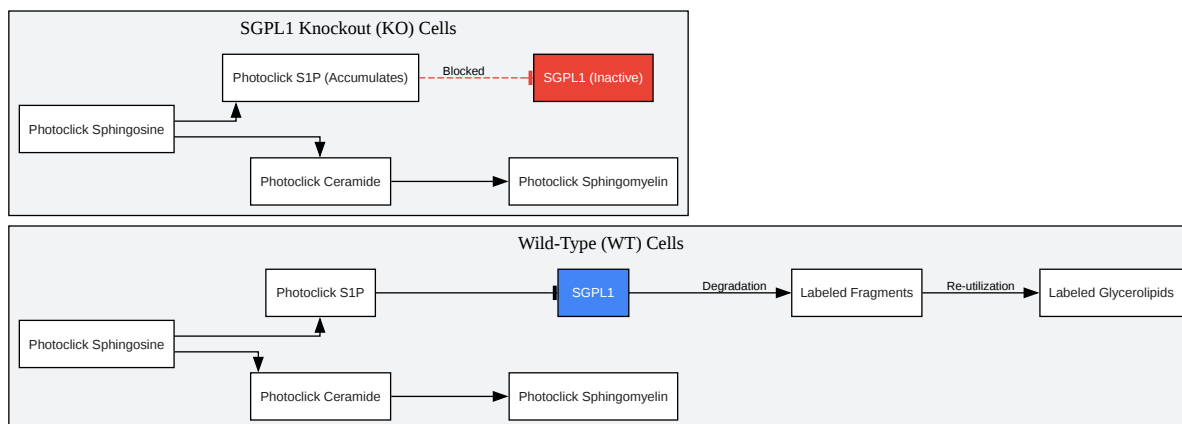 SGPL1 Knockout (KO) Cells
Photoclick S1P (Accumulates)
Blocked
SGPL1 (Inactive)
Photoclick Sphingosine
Photoclick Ceramide
Photoclick Sphingomyelin
Wild-Type (WT) Cells
Photoclick S1P
SGPL1
Degradation
Labeled Fragments
Re-utilization
Labeled Glycerolipids
Photoclick Sphingosine
Photoclick Ceramide
Photoclick Sphingomyelin